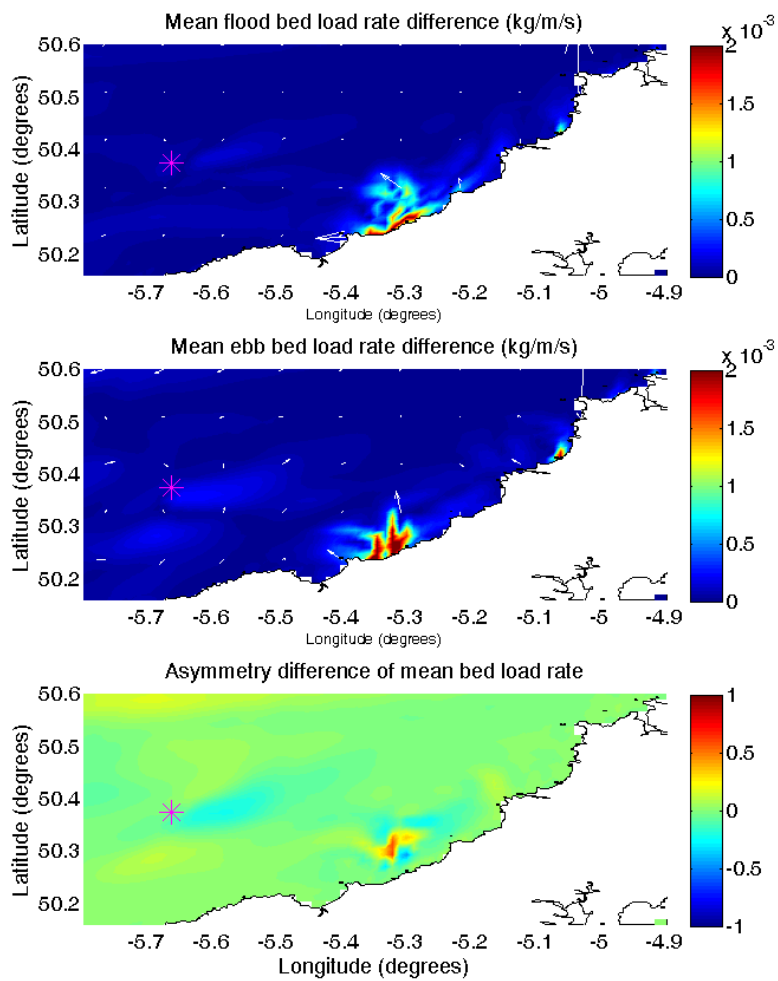 Mean flood bed load rate difference (kg/m/s)
x 10-3
50.6
50.5
50.4
50.3
50.2
Latitude (degrees)
2
1.5
1
0.5
0
-5.7 -5.6 -5.5 -5.4 -5.3 -5.2 -5.1 -5 -4.9
Longitude (degrees)
Mean ebb bed load rate difference (kg/m/s)
x 10-3
50.6
50.5
50.4
50.3
50.2
Latitude (degrees)
2
1.5
1
0.5
0
-5.7 -5.6 -5.5 -5.4 -5.3 -5.2 -5.1 -5 -4.9
Longitude (degrees)
Asymmetry difference of mean bed load rate
50.6
50.5
50.4
50.3
50.2
Latitude (degrees)
1
0.5
0
-0.5
-1
-5.7 -5.6 -5.5 -5.4 -5.3 -5.2 -5.1 -5 -4.9
Longitude (degrees)